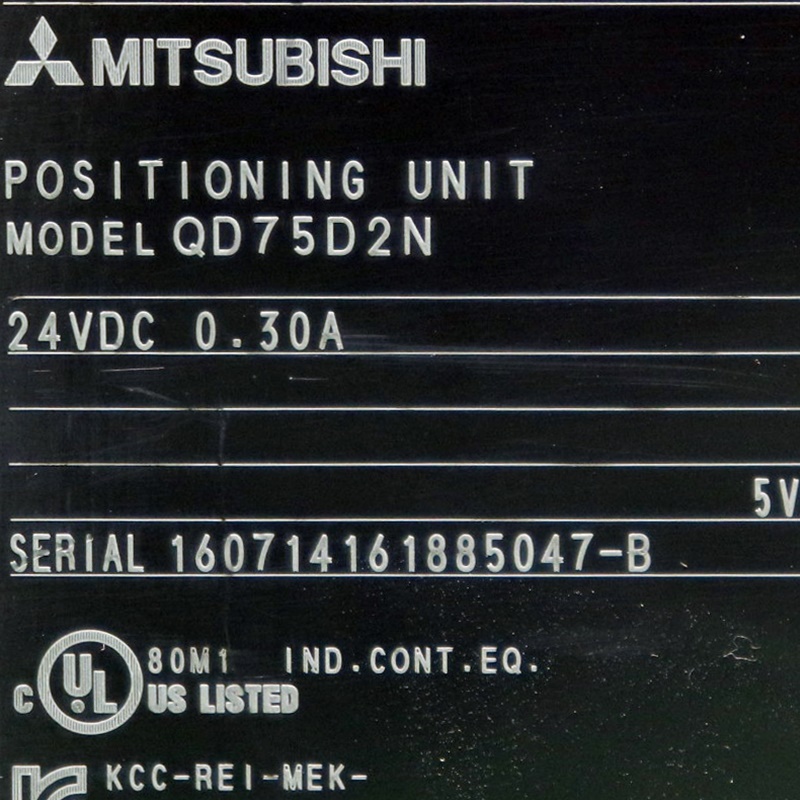 MITSUBISHI
POSITIONING UNIT
MODEL QD75D2N
24VDC 0.30A
5V
SERIAL 160714161885047-B
80M1 IND.CONT.EQ.
C UL US LISTED
KCC-REI-MEK-